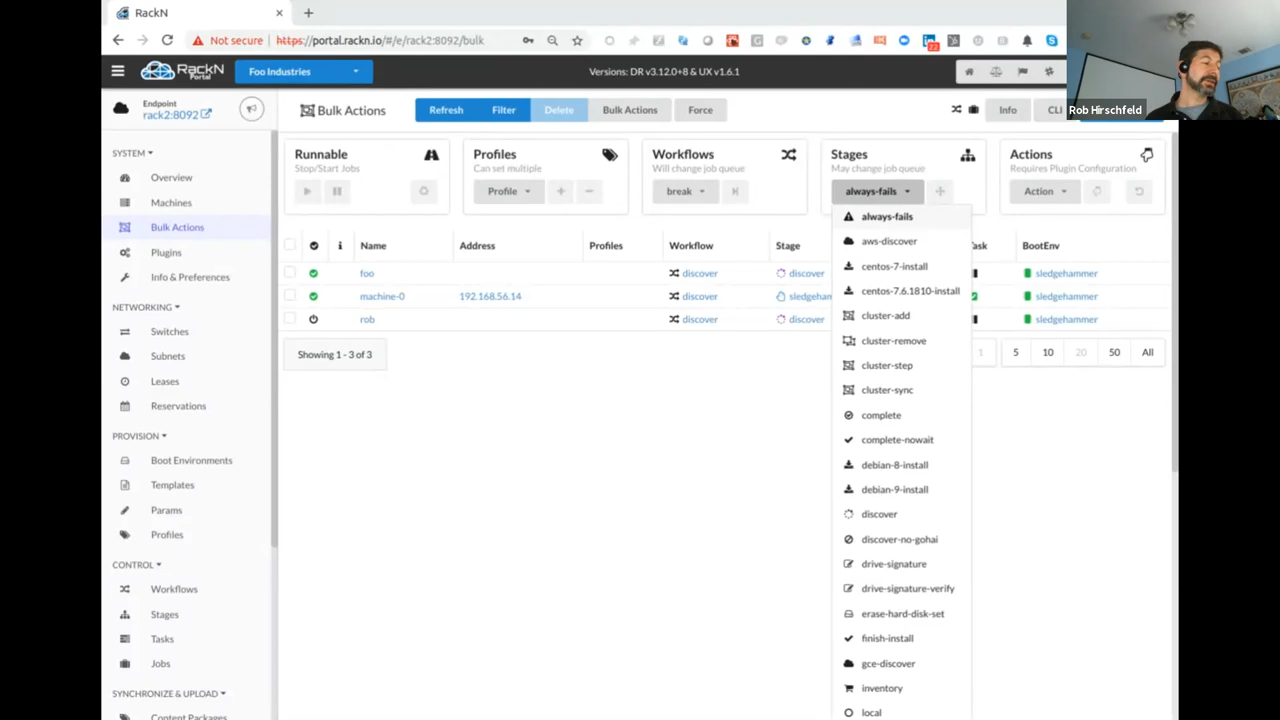 RackN
Not secure https://portal.rackn.io/#/e/rack2:8092/bulk
22
RackN
Portal
Foo Industries
Versions: DR v3.12.0+8 & UX v1.6.1
Rob Hirschfeld
Endpoint
rack2:8092
Bulk Actions
Refresh
Filter
Delete
Bulk Actions
Force
Info
CLI
SYSTEM
Overview
Machines
Bulk Actions
Plugins
Info & Preferences
NETWORKING
Switches
Subnets
Leases
Reservations
PROVISION
Boot Environments
Templates
Params
Profiles
CONTROL
Workflows
Stages
Tasks
Jobs
SYNCHRONIZE & UPLOAD
Content Packages
Runnable
Stop/Start Jobs
Profiles
Can set multiple
Profile
Workflows
Will change job queue
break
Stages
May change job queue
always-fails
Actions
Requires Plugin Configuration
Action
Name Address Profiles Workflow Stage BootEnv
foo discover discover sledgehammer
machine-0 192.168.56.14 discover sledgeham sledgehammer
rob discover discover sledgehammer
Showing 1 - 3 of 3
1 5 10 20 50 All
always-fails
aws-discover
centos-7-install
centos-7.6.1810-install
cluster-add
cluster-remove
cluster-step
cluster-sync
complete
complete-nowait
debian-8-install
debian-9-install
discover
discover-no-gohai
drive-signature
drive-signature-verify
erase-hard-disk-set
finish-install
gce-discover
inventory
local